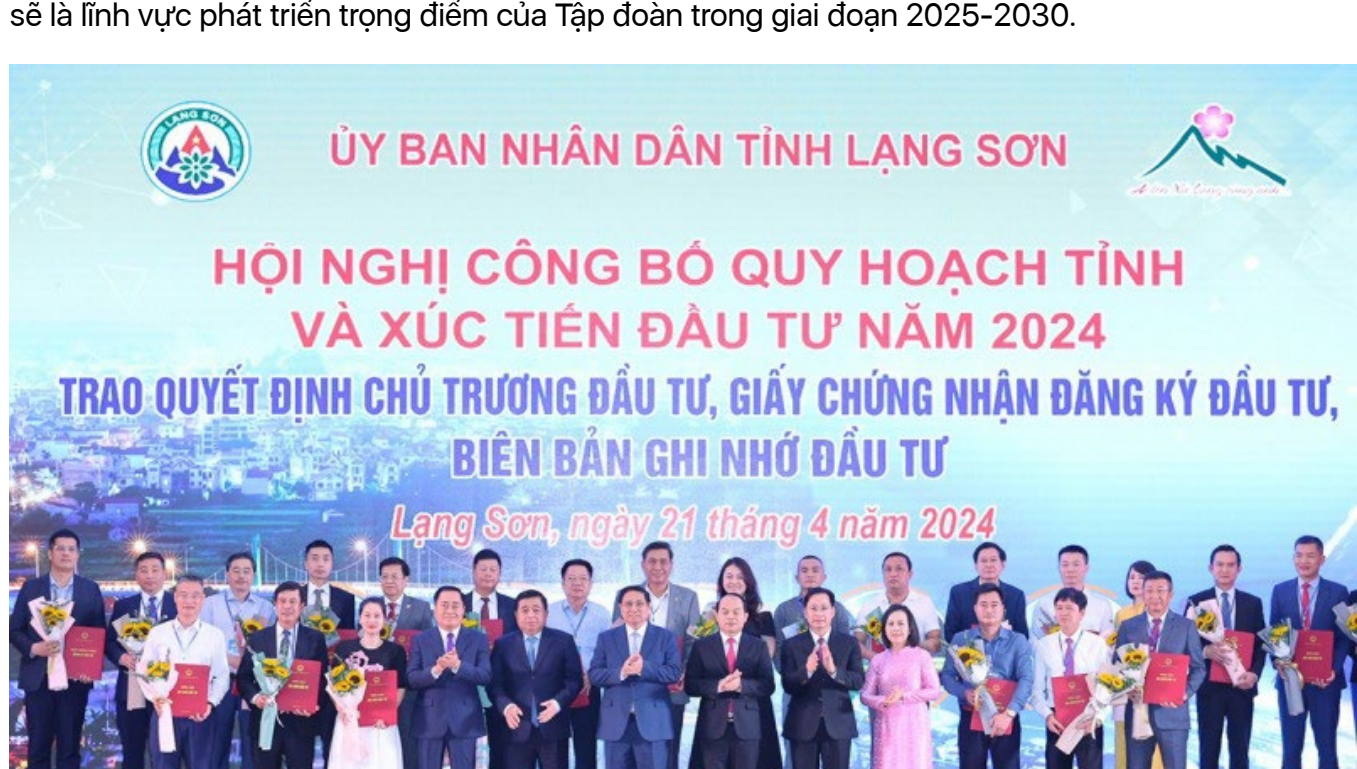 sẽ là lĩnh vực phát triển trọng điểm của Tập đoàn trong giai đoạn 2025-2030.
LẠNG SƠN
ỦY BAN NHÂN DÂN TỈNH LẠNG SƠN
HỘI NGHỊ CÔNG BỐ QUY HOẠCH TỈNH
VÀ XÚC TIẾN ĐẦU TƯ NĂM 2024
TRAO QUYẾT ĐỊNH CHỦ TRƯƠNG ĐẦU TƯ, GIẤY CHỨNG NHẬN ĐĂNG KÝ ĐẦU TƯ,
BIÊN BẢN GHI NHỚ ĐẦU TƯ
Lạng Sơn, ngày 21 tháng 4 năm 2024